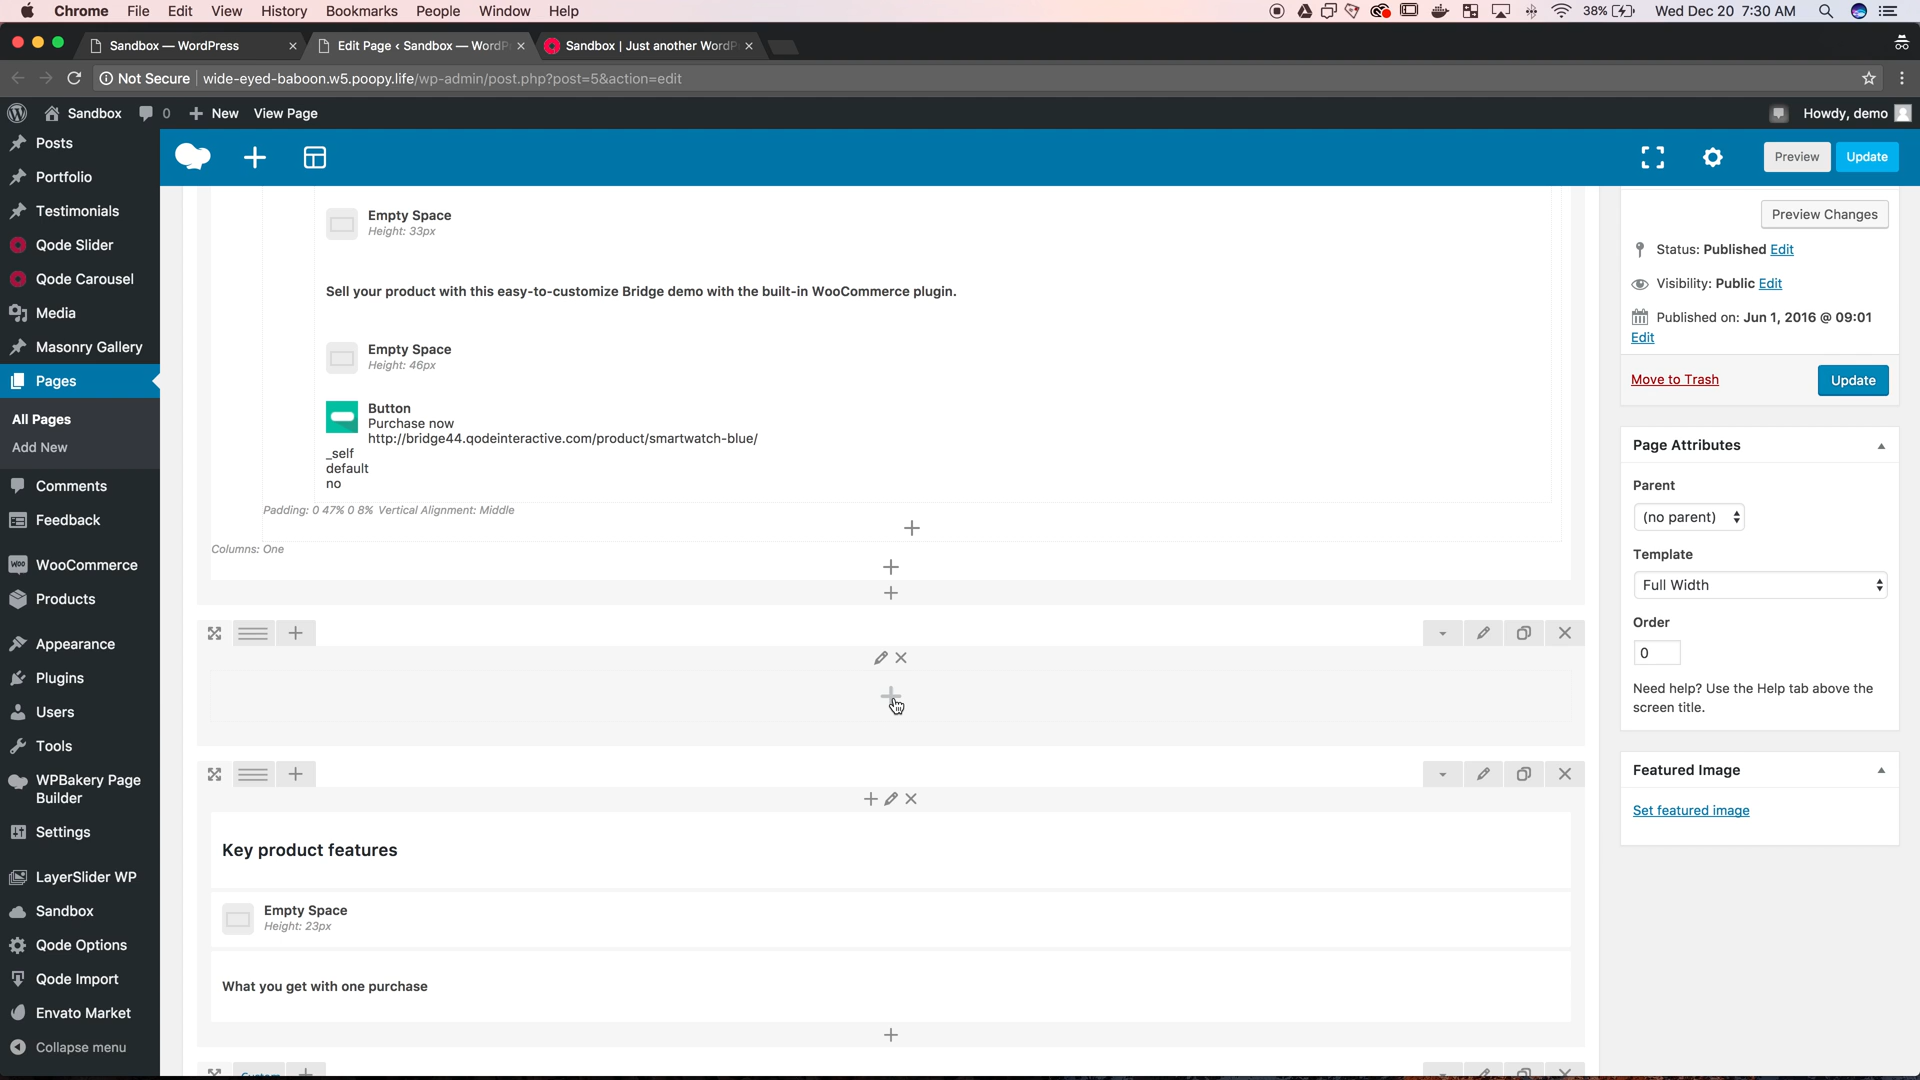 Chrome File Edit View History Bookmarks People Window Help 38% Wed Dec 20 7:30 AM
Sandbox — WordPress Edit Page ‹ Sandbox — WordP Sandbox | Just another WordP
Not Secure wide-eyed-baboon.w5.poopy.life/wp-admin/post.php?post=5&action=edit
Sandbox 0 New View Page Howdy, demo
Preview Update
Posts
Portfolio
Testimonials
Qode Slider
Qode Carousel
Media
Masonry Gallery
Pages
All Pages
Add New
Comments
Feedback
WooCommerce
Products
Appearance
Plugins
Users
Tools
WPBakery Page
Builder
Settings
LayerSlider WP
Sandbox
Qode Options
Qode Import
Envato Market
Collapse menu
Empty Space
Height: 33px
Sell your product with this easy-to-customize Bridge demo with the built-in WooCommerce plugin.
Empty Space
Height: 46px
Button
Purchase now
http://bridge44.qodeinteractive.com/product/smartwatch-blue/
_self
default
no
Padding: 0 47% 0 8% Vertical Alignment: Middle
Columns: One
Key product features
Empty Space
Height: 23px
What you get with one purchase
Custom
Preview Changes
Status: Published Edit
Visibility: Public Edit
Published on: Jun 1, 2016 @ 09:01
Edit
Move to Trash Update
Page Attributes
Parent
(no parent)
Template
Full Width
Order
0
Need help? Use the Help tab above the
screen title.
Featured Image
Set featured image